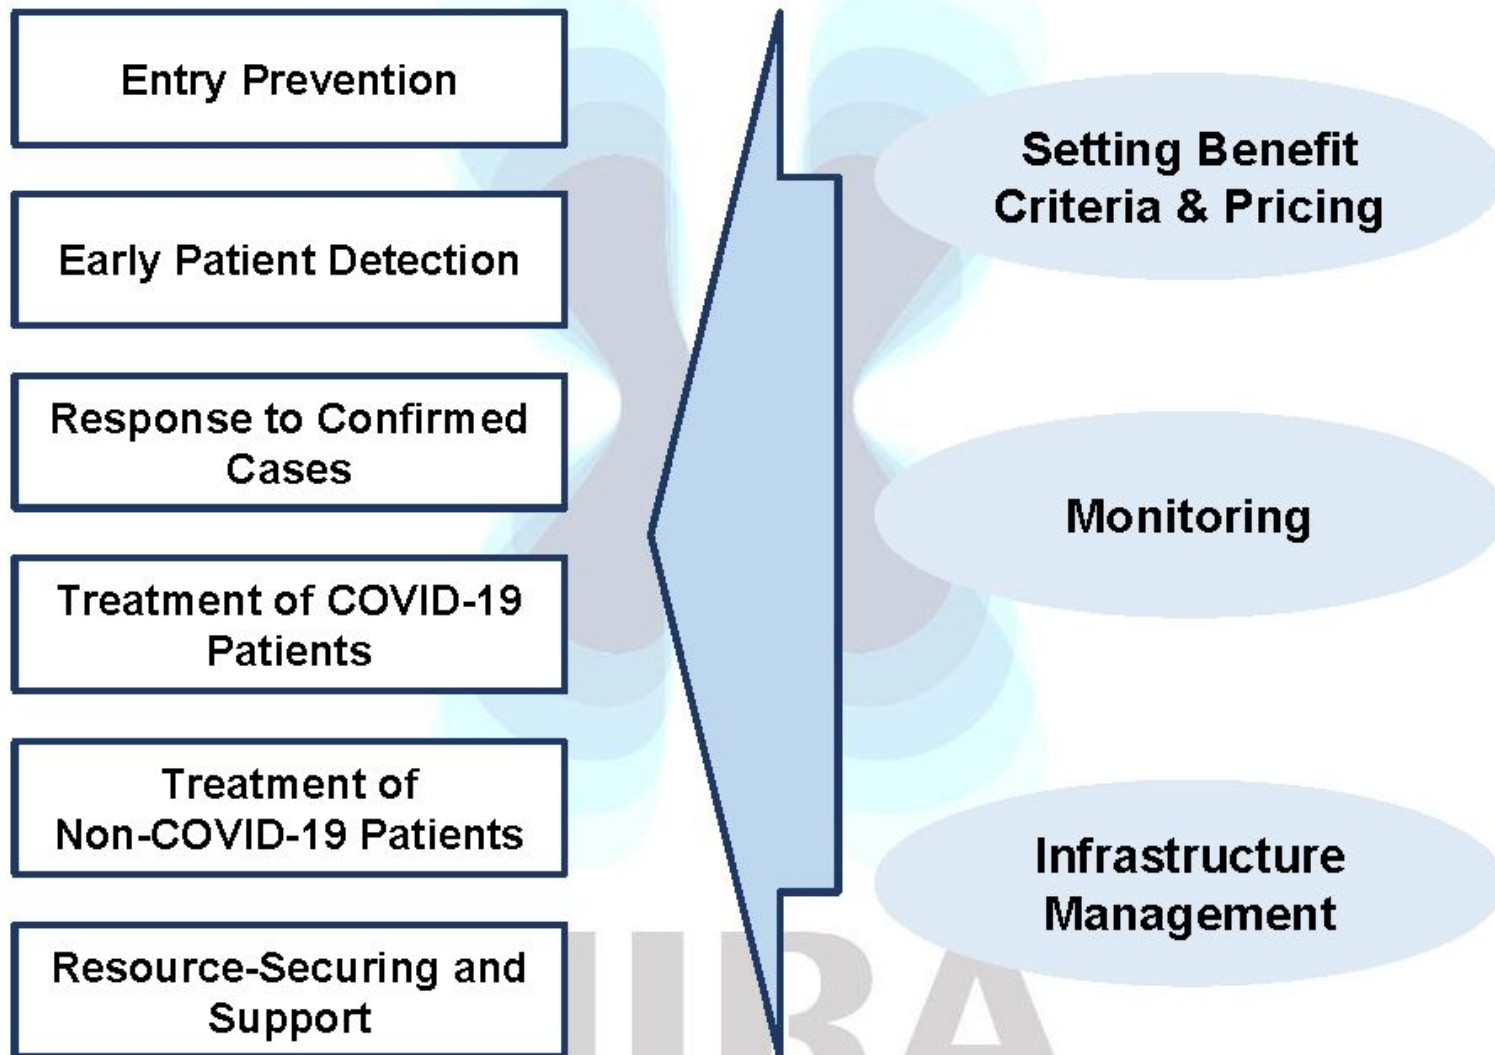 Entry Prevention
Early Patient Detection
Response to Confirmed
Cases
Treatment of COVID-19
Patients
Treatment of
Non-COVID-19 Patients
Resource-Securing and
Support
Setting Benefit
Criteria & Pricing
Monitoring
Infrastructure
Management